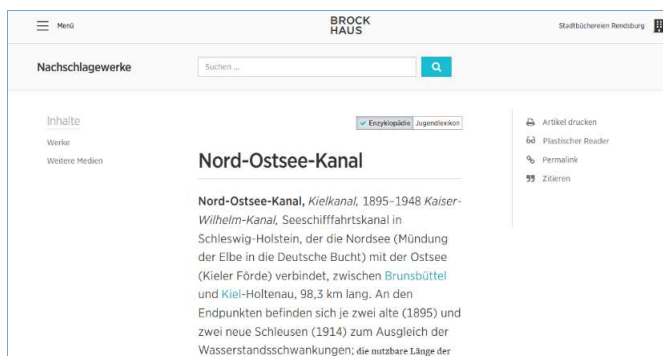 Menü
BROCK
HAUS
Stadtbüchereien Rendsburg
Nachschlagewerke
Suchen ...
Inhalte
Werke
Weitere Medien
Enzyklopädie Jugendlexikon
Nord-Ostsee-Kanal
Nord-Ostsee-Kanal, Kielkanal, 1895–1948 Kaiser-
Wilhelm-Kanal, Seeschifffahrtskanal in
Schleswig-Holstein, der die Nordsee (Mündung
der Elbe in die Deutsche Bucht) mit der Ostsee
(Kieler Förde) verbindet, zwischen Brunsbüttel
und Kiel-Holtenau, 98,3 km lang. An den
Endpunkten befinden sich je zwei alte (1895) und
zwei neue Schleusen (1914) zum Ausgleich der
Wasserstandsschwankungen; die nutzbare Länge der
Artikel drucken
Plastischer Reader
Permalink
Zitieren